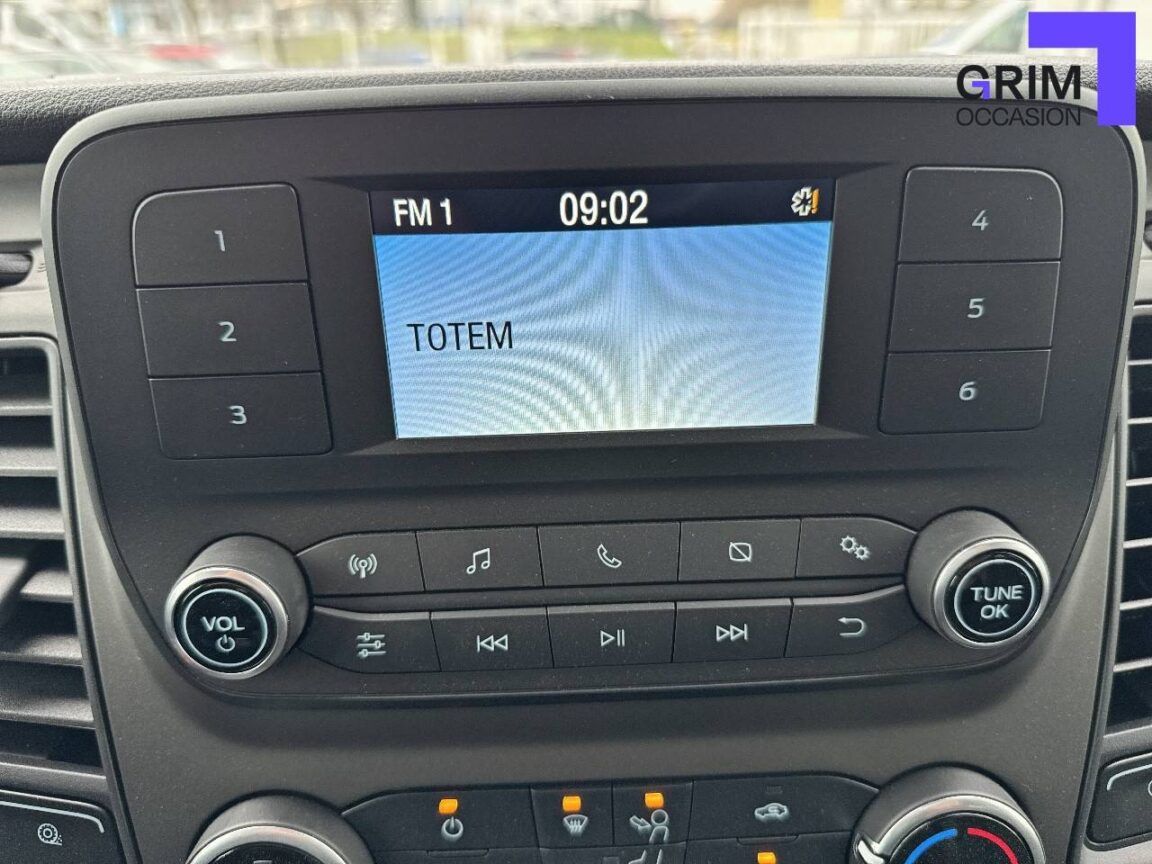 GRIM
OCCASION
FM 1 09:02
TOTEM
1
2
3
4
5
6
VOL
TUNE
OK